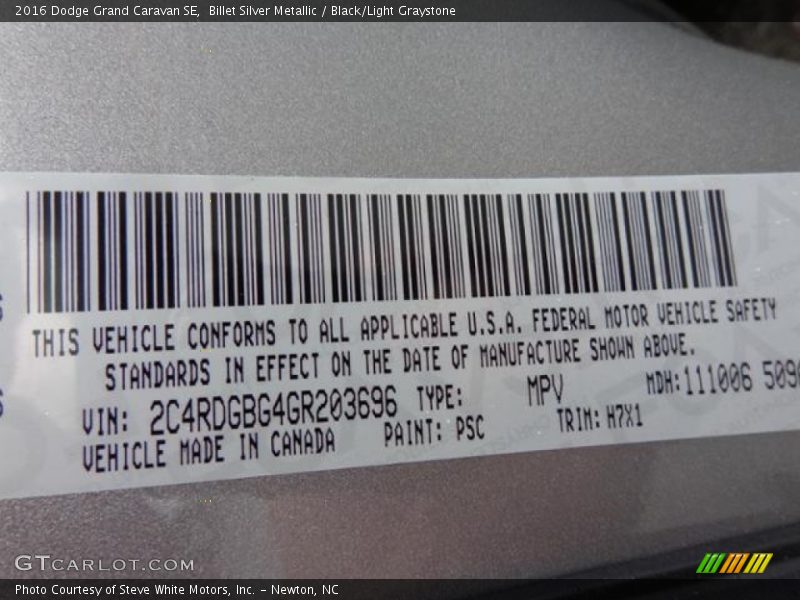 2016 Dodge Grand Caravan SE, Billet Silver Metallic / Black/Light Graystone
THIS VEHICLE CONFORMS TO ALL APPLICABLE U.S.A. FEDERAL MOTOR VEHICLE SAFETY
STANDARDS IN EFFECT ON THE DATE OF MANUFACTURE SHOWN ABOVE.
VIN: 2C4RDGBG4GR203696 TYPE: MPV MDH: 111006 509
VEHICLE MADE IN CANADA PAINT: PSC TRIM: H7X1
GTCARLOT.COM
Photo Courtesy of Steve White Motors, Inc. – Newton, NC